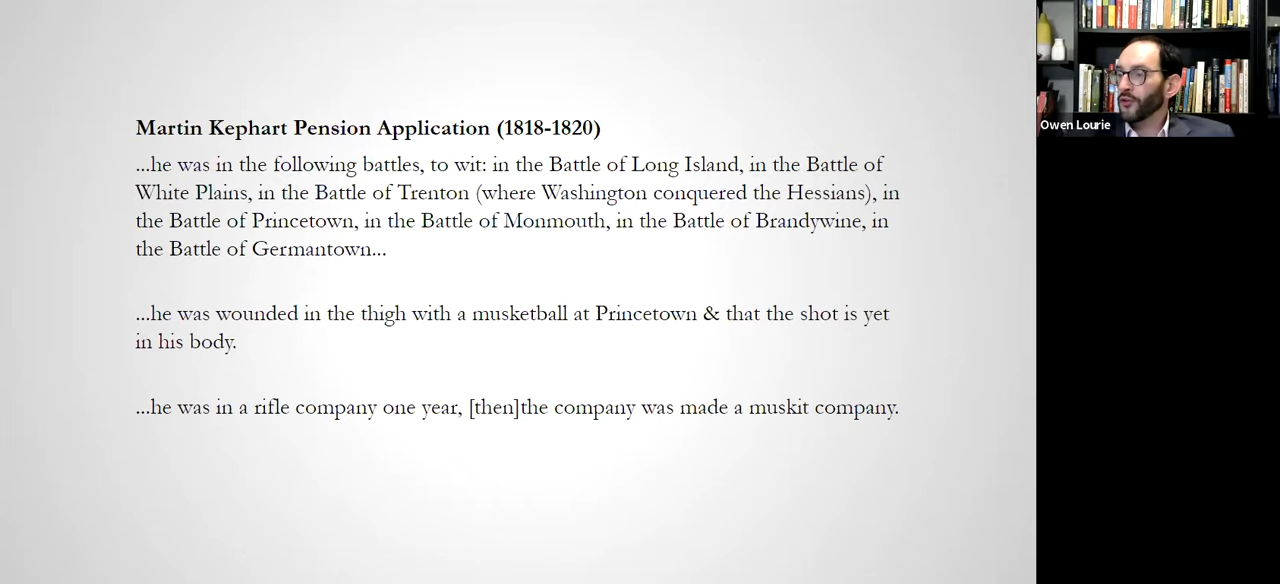 Martin Kephart Pension Application (1818-1820)
...he was in the following battles, to wit: in the Battle of Long Island, in the Battle of
White Plains, in the Battle of Trenton (where Washington conquered the Hessians), in
the Battle of Princetown, in the Battle of Monmouth, in the Battle of Brandywine, in
the Battle of Germantown...
...he was wounded in the thigh with a musketball at Princetown & that the shot is yet
in his body.
...he was in a rifle company one year, [then]the company was made a muskit company.
Owen Lourie